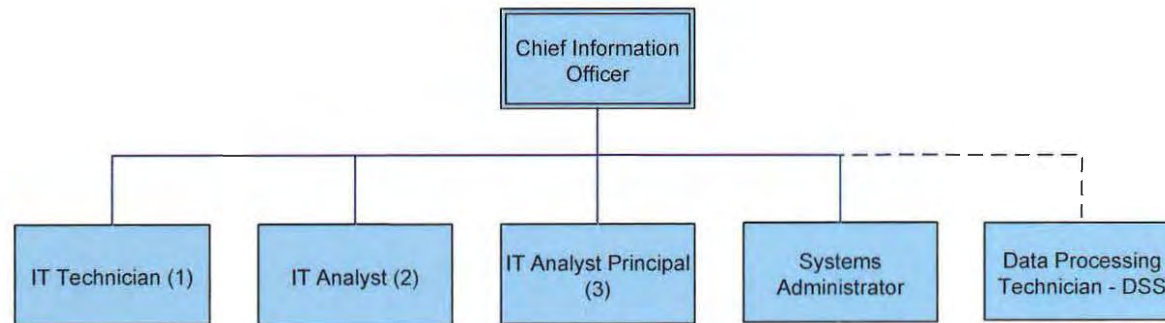 Chief Information
Officer
IT Technician (1)
IT Analyst (2)
IT Analyst Principal
(3)
Systems
Administrator
Data Processing
Technician - DSS